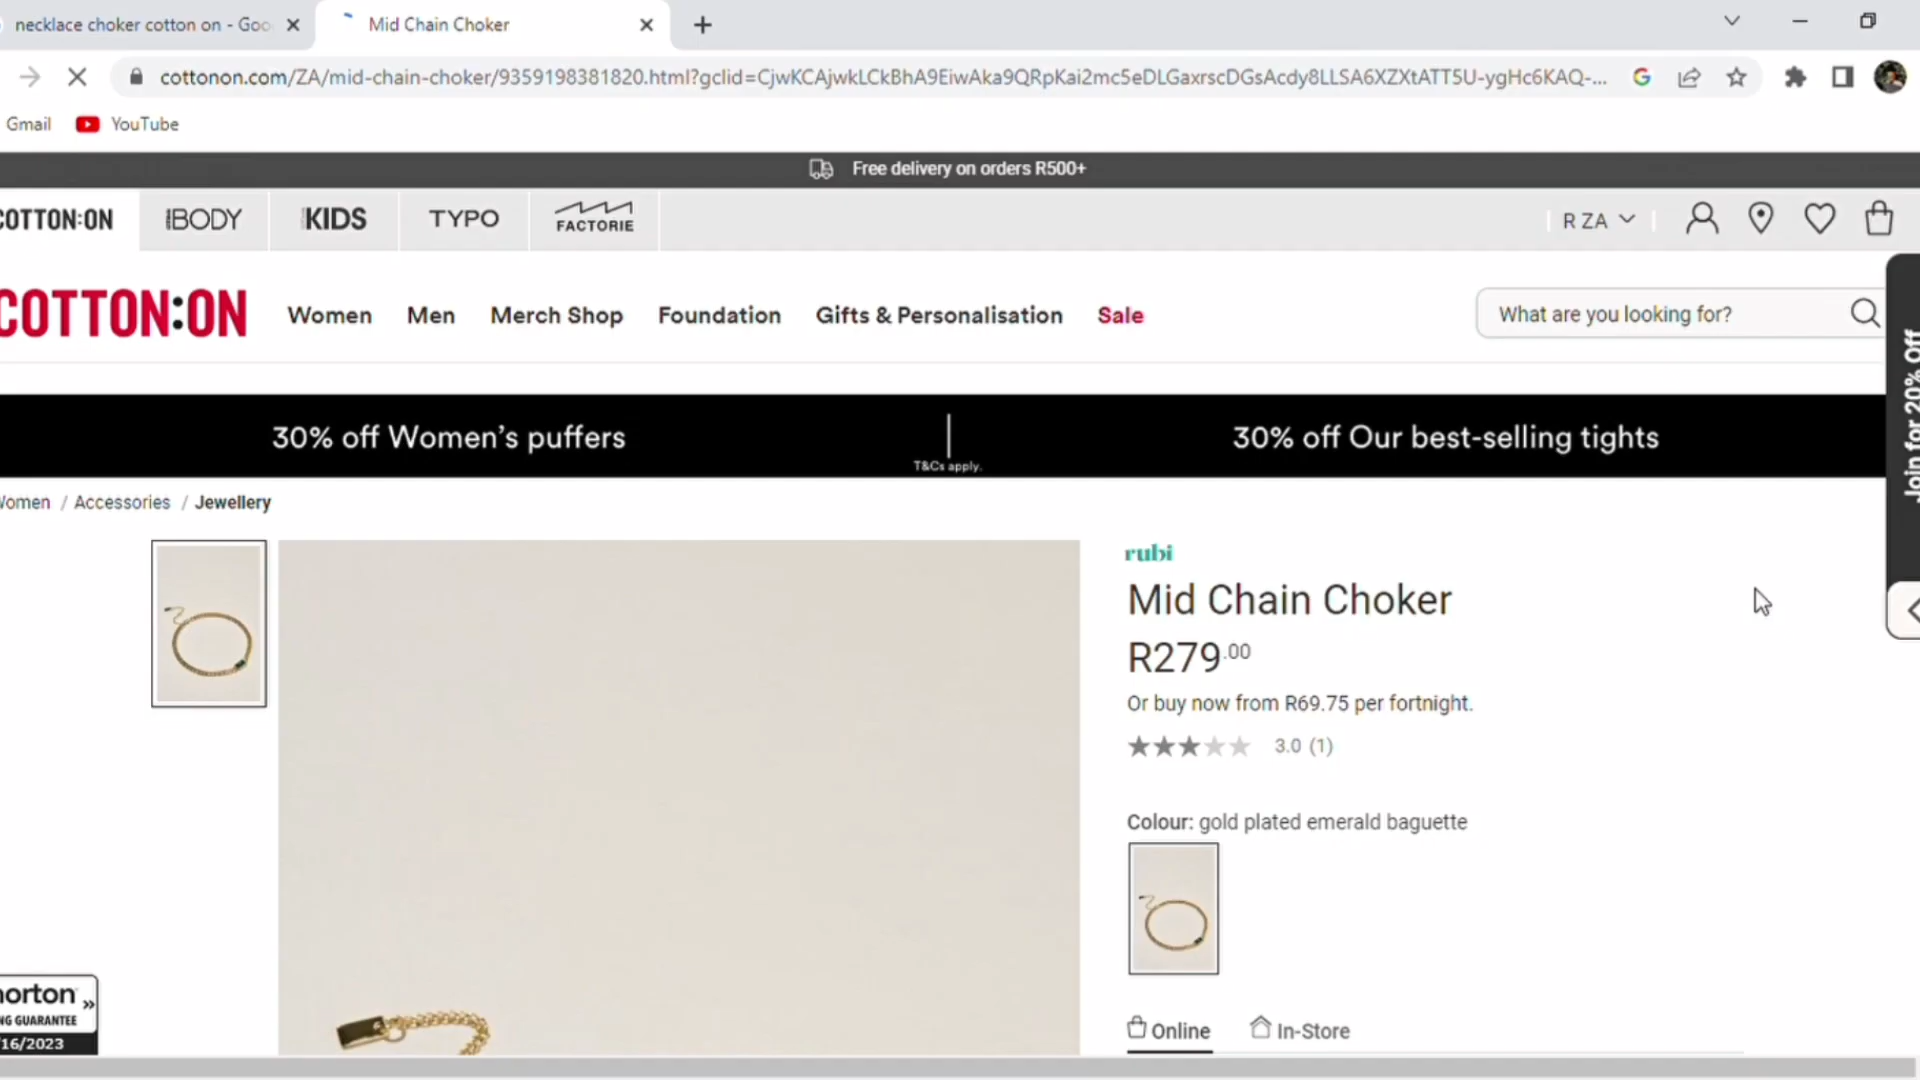 necklace choker cotton on - Goo
Mid Chain Choker
cottonon.com/ZA/mid-chain-choker/9359198381820.html?gclid=CjwKCAjwkLCkBhA9EiwAka9QRpKai2mc5eDLGaxrscDGsAcdy8LLSA6XZXtATT5U-ygHc6KAQ-...
Gmail
YouTube
Free delivery on orders R500+
COTTON:ON
BODY
KIDS
TYPO
FACTORIE
R ZA
COTTON:ON
Women
Men
Merch Shop
Foundation
Gifts & Personalisation
Sale
What are you looking for?
Join for 20% Off
30% off Women's puffers
30% off Our best-selling tights
T&Cs apply.
Women / Accessories / Jewellery
rubi
Mid Chain Choker
R279.00
Or buy now from R69.75 per fortnight.
3.0 (1)
Colour: gold plated emerald baguette
norton
NG GUARANTEE
/16/2023
Online
In-Store